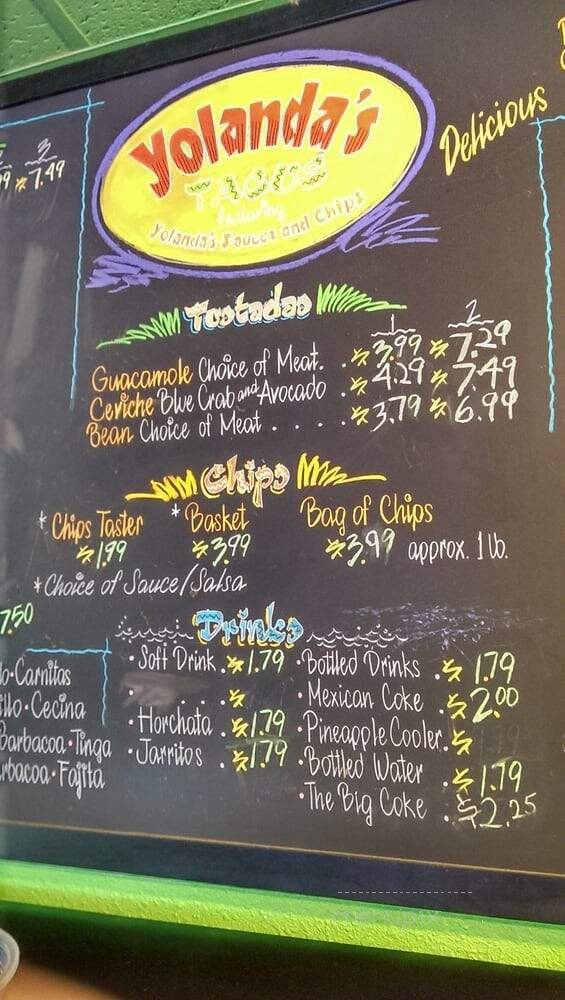 Yolanda's
TACOS
featuring
Yolanda's Sauces and Chips
Delicious
3
$7.49
Tostadas
1 2
Guacamole Choice of Meat. . $3.99 $7.29
Ceviche Blue Crab and Avocado . $4.29 $7.49
Bean Choice of Meat . . . . . $3.79 $6.99
Chips
*Chips Taster *Basket Bag of Chips
$1.99 $3.99 $3.99 approx. 1 lb.
*Choice of Sauce/Salsa
7.50
Drinks
·Carnitas
·Cecina
Barbacoa·Tinga
·Fajita
·Soft Drink . $1.79
· . $
·Horchata . $1.79
·Jarritos . $1.79
·Bottled Drinks . $1.79
·Mexican Coke . $2.00
·Pineapple Cooler. $
·Bottled Water . $1.79
·The Big Coke . $2.25